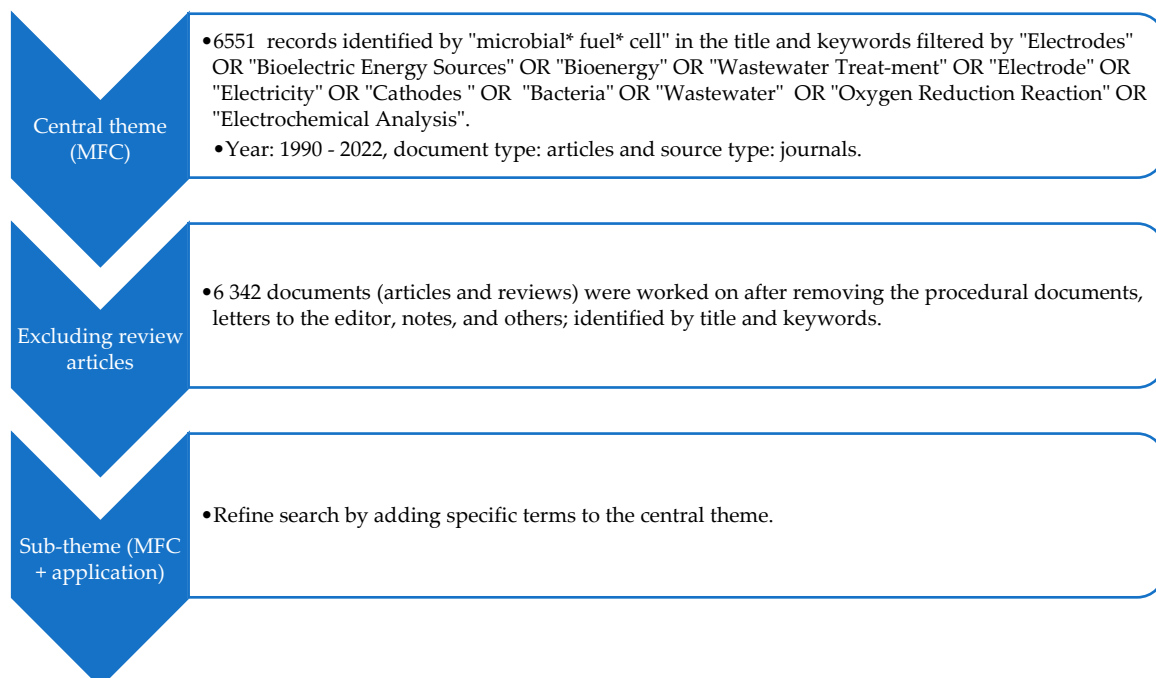 Central theme
(MFC)
•6551 records identified by "microbial* fuel* cell" in the title and keywords filtered by "Electrodes"
OR "Bioelectric Energy Sources" OR "Bioenergy" OR "Wastewater Treat-ment" OR "Electrode" OR
"Electricity" OR "Cathodes " OR "Bacteria" OR "Wastewater" OR "Oxygen Reduction Reaction" OR
"Electrochemical Analysis".
•Year: 1990 - 2022, document type: articles and source type: journals.
Excluding review
articles
•6 342 documents (articles and reviews) were worked on after removing the procedural documents,
letters to the editor, notes, and others; identified by title and keywords.
Sub-theme (MFC
+ application)
•Refine search by adding specific terms to the central theme.